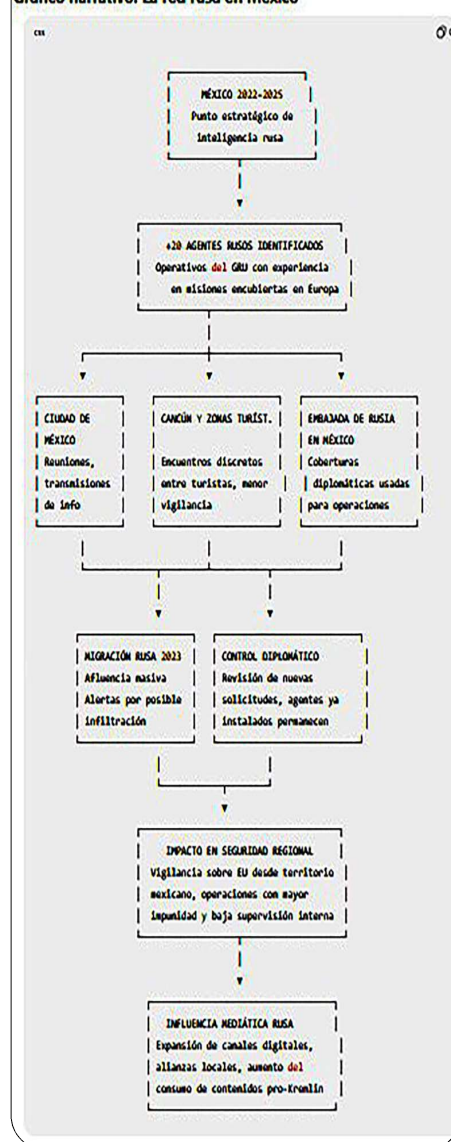 Gráfico narrativo: La red rusa en México
css
MÉXICO 2022-2025
Punto estratégico de
inteligencia rusa
+20 AGENTES RUSOS IDENTIFICADOS
Operativos del GRU con experiencia
en misiones encubiertas en Europa
CIUDAD DE
MÉXICO
Reuniones,
transmisiones
de info
CANCÚN Y ZONAS TURÍST.
Encuentros discretos
entre turistas, menor
vigilancia
EMBAJADA DE RUSIA
EN MÉXICO
Coberturas
diplomáticas usadas
para operaciones
MIGRACIÓN RUSA 2023
Afluencia masiva
Alertas por posible
infiltración
CONTROL DIPLOMÁTICO
Revisión de nuevas
solicitudes, agentes ya
instalados permanecen
IMPACTO EN SEGURIDAD REGIONAL
Vigilancia sobre EU desde territorio
mexicano, operaciones con mayor
impunidad y baja supervisión interna
INFLUENCIA MEDIÁTICA RUSA
Expansión de canales digitales,
alianzas locales, aumento del
consumo de contenidos pro-Kremlin